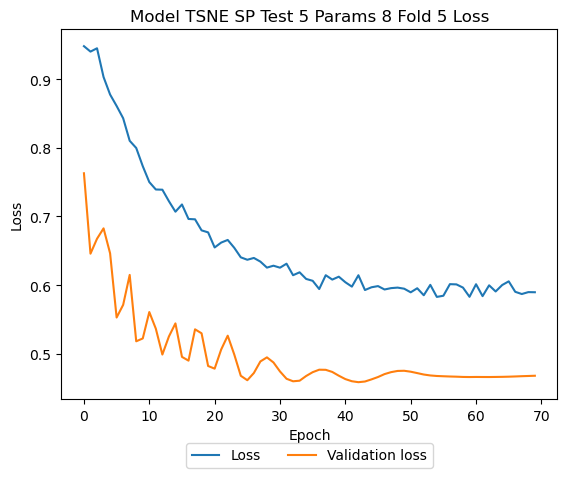 Model TSNE SP Test 5 Params 8 Fold 5 Loss
Loss
0.9
0.8
0.7
0.6
0.5
0 10 20 30 40 50 60 70
Epoch
Loss Validation loss